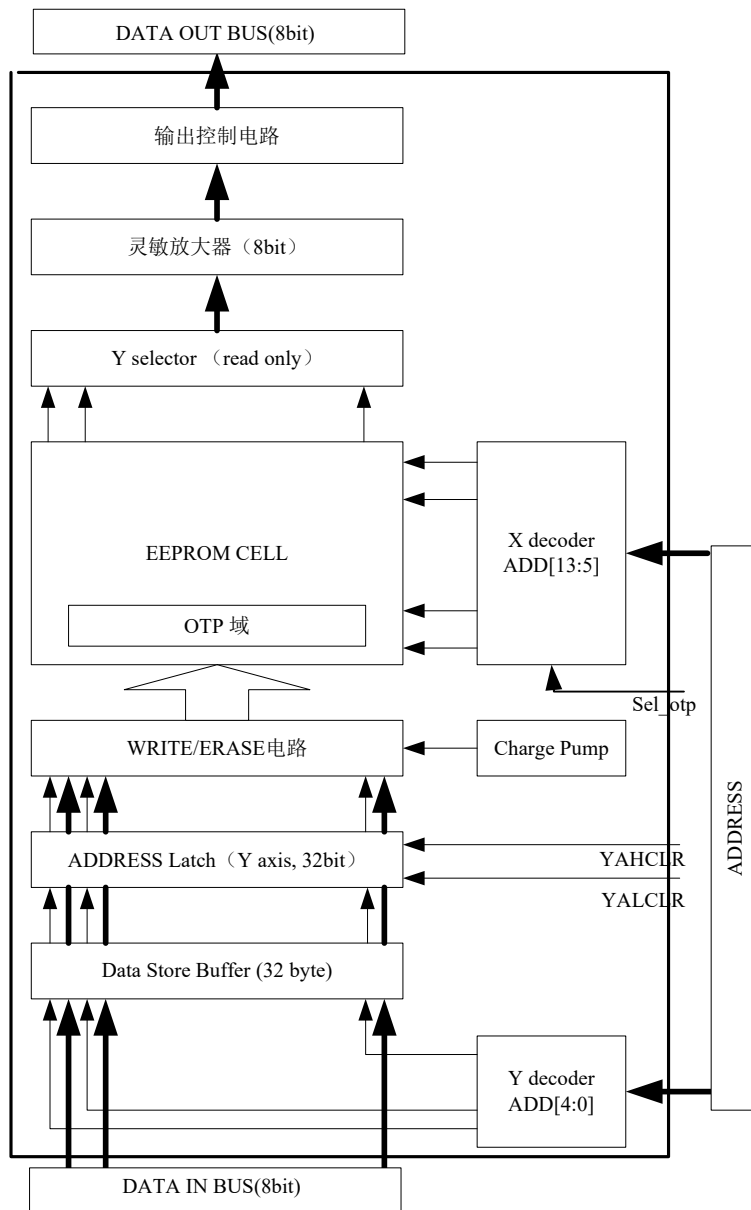 DATA OUT BUS(8bit)
输出控制电路
灵敏放大器（8bit）
Y selector （read only）
EEPROM CELL
OTP 域
X decoder
ADD[13:5]
Sel_otp
WRITE/ERASE电路
Charge Pump
ADDRESS
ADDRESS Latch（Y axis, 32bit）
YAHCLR
YALCLR
Data Store Buffer (32 byte)
Y decoder
ADD[4:0]
DATA IN BUS(8bit)